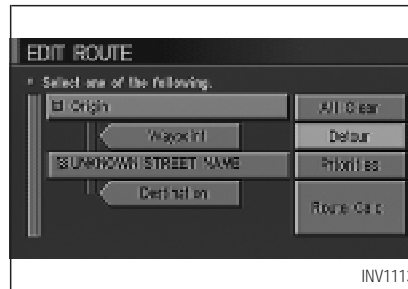 EDIT ROUTE
Select one of the following.
Origin
All Clear
Waypoint
Detour
UNKNOWN STREET NAME
Priorities
Destination
Route Calc
INV1113